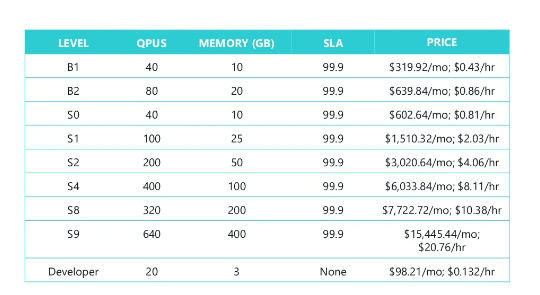 LEVEL QPUS MEMORY (GB) SLA PRICE
B1 40 10 99.9 $319.92/mo; $0.43/hr
B2 80 20 99.9 $639.84/mo; $0.86/hr
S0 40 10 99.9 $602.64/mo; $0.81/hr
S1 100 25 99.9 $1,510.32/mo; $2.03/hr
S2 200 50 99.9 $3,020.64/mo; $4.06/hr
S4 400 100 99.9 $6,033.84/mo; $8.11/hr
S8 320 200 99.9 $7,722.72/mo; $10.38/hr
S9 640 400 99.9 $15,445.44/mo;
$20.76/hr
Developer 20 3 None $98.21/mo; $0.132/hr